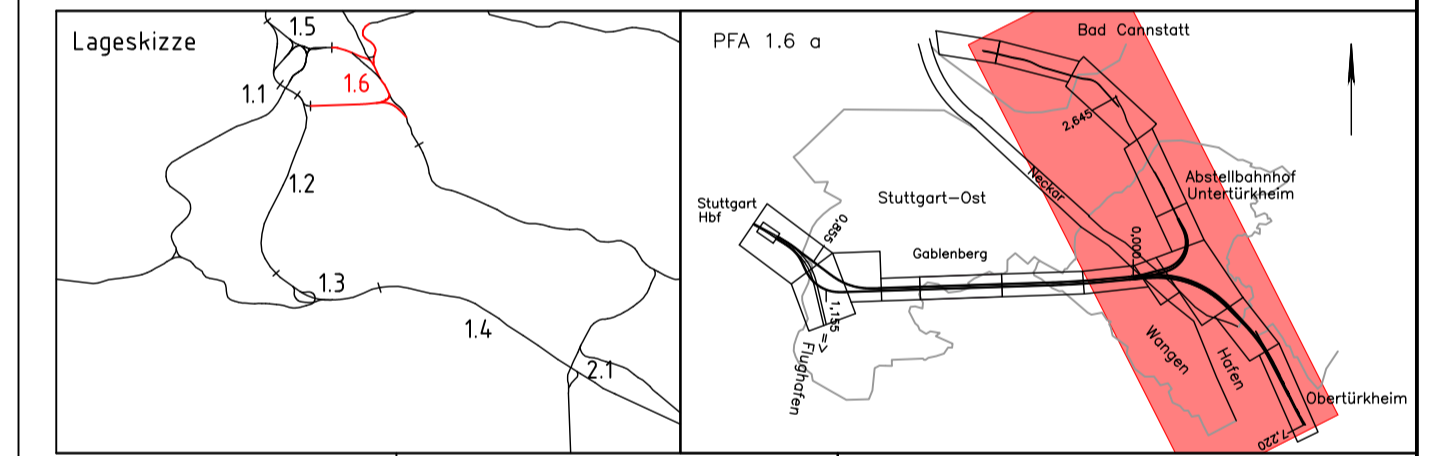 Lageskizze
1.5
1.1
1.6
1.2
1.3
1.4
2.1
PFA 1.6 a
Bad Cannstatt
2,645
Neckar
Abstellbahnhof
Untertürkheim
Stuttgart-Ost
Stuttgart
Hbf
0,855
0,000
Gablenberg
1,155 =>
Flughafen
Wangen
Hafen
Obertürkheim
7,220